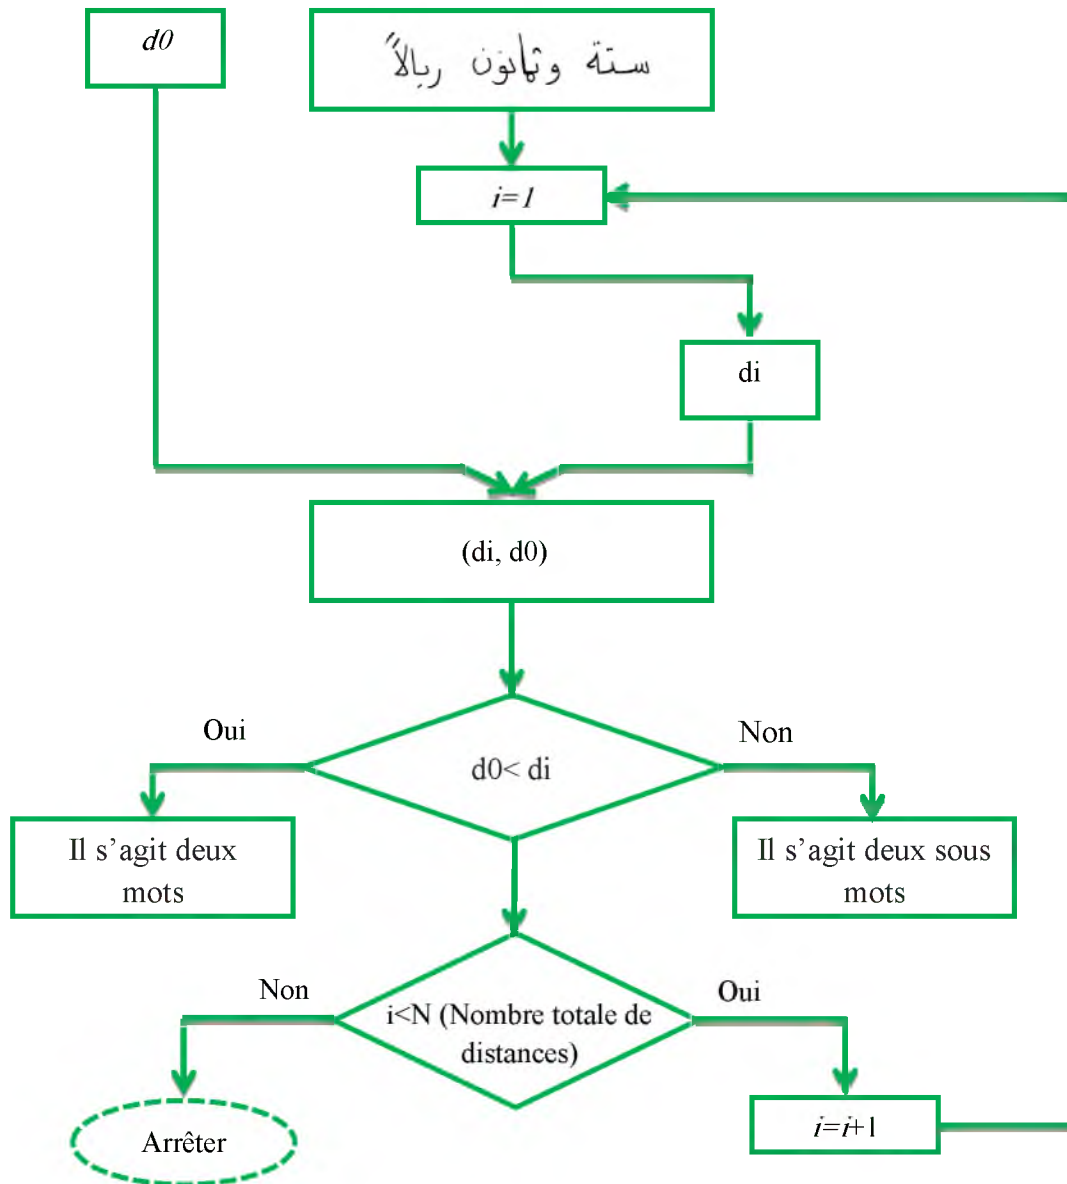 d0
ستة وثمانون ريالاً
i=1
di
(di, d0)
Oui
Non
d0< di
Il s’agit deux
mots
Il s’agit deux sous
mots
Non
Oui
i<N (Nombre totale de
distances)
Arrêter
i=i+1